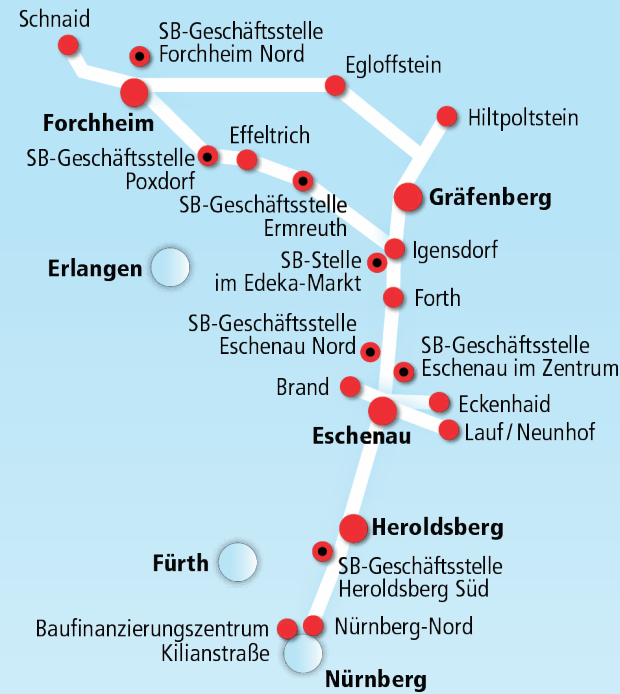 Schnaid
SB-Geschäftsstelle
Forchheim Nord
Egloffstein
Forchheim
Hiltpoltstein
Effeltrich
SB-Geschäftsstelle
Poxdorf
SB-Geschäftsstelle
Ermreuth
Gräfenberg
Igensdorf
Erlangen
SB-Stelle
im Edeka-Markt
Forth
SB-Geschäftsstelle
Eschenau Nord
SB-Geschäftsstelle
Eschenau im Zentrum
Brand
Eckenhaid
Eschenau
Lauf/Neunhof
Heroldsberg
Fürth
SB-Geschäftsstelle
Heroldsberg Süd
Baufinanzierungszentrum
Kilianstraße
Nürnberg-Nord
Nürnberg